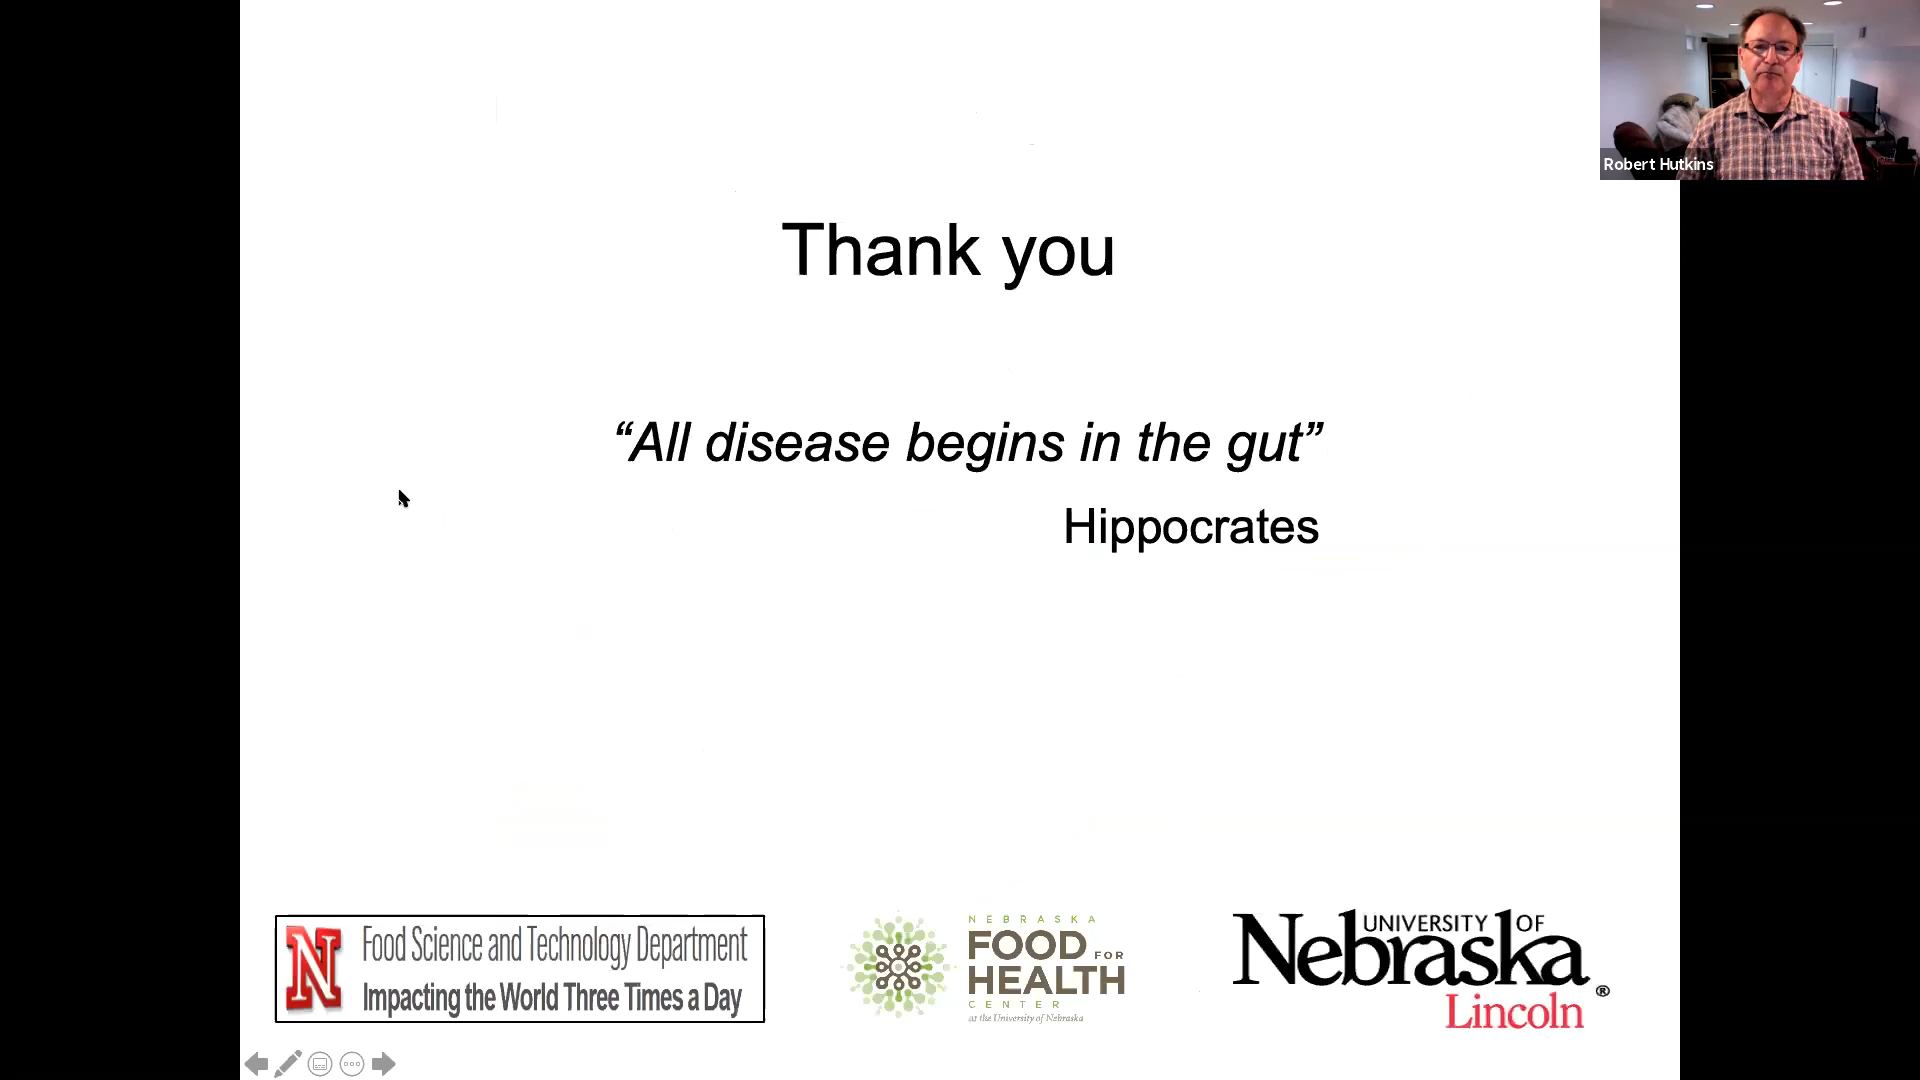 Robert Hutkins
Thank you
“All disease begins in the gut”
Hippocrates
N
Food Science and Technology Department
Impacting the World Three Times a Day
NEBRASKA
FOOD FOR
HEALTH
CENTER
at the University of Nebraska
UNIVERSITY OF
Nebraska
Lincoln ®